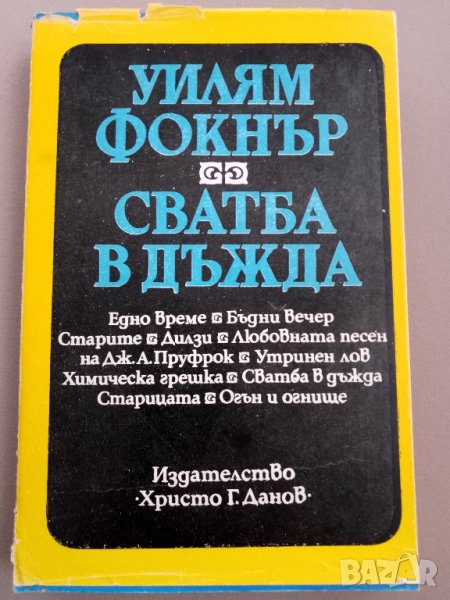 УИЛЯМ
ФОКНЪР
СВАТБА
В ДЪЖДА
Едно време Бъдни вечер
Старите Дилзи Любовната песен
на Дж. А. Пруфрок Утринен лов
Химическа грешка Сватба в дъжда
Старицата Огън и огнище
Издателство
·Христо Г. Данов·
BAZAR